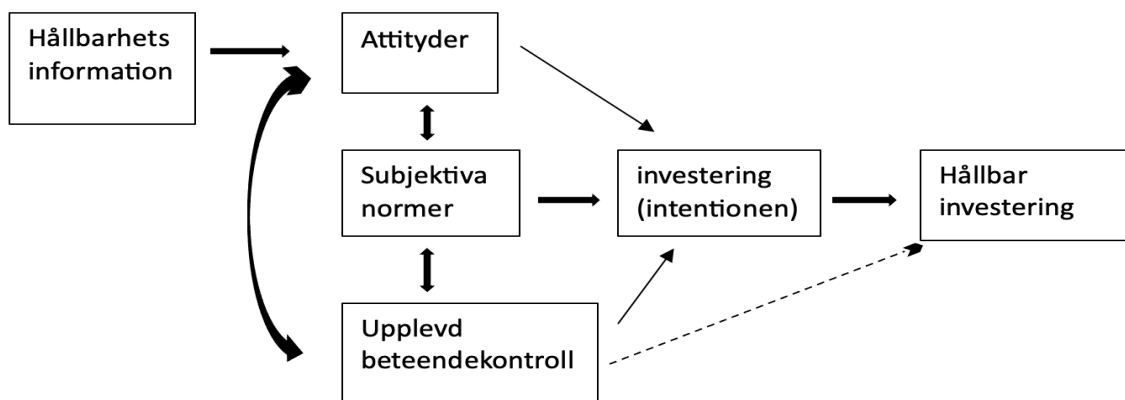 Hållbarhets
information
Attityder
Subjektiva
normer
investering
(intentionen)
Hållbar
investering
Upplevd
beteendekontroll